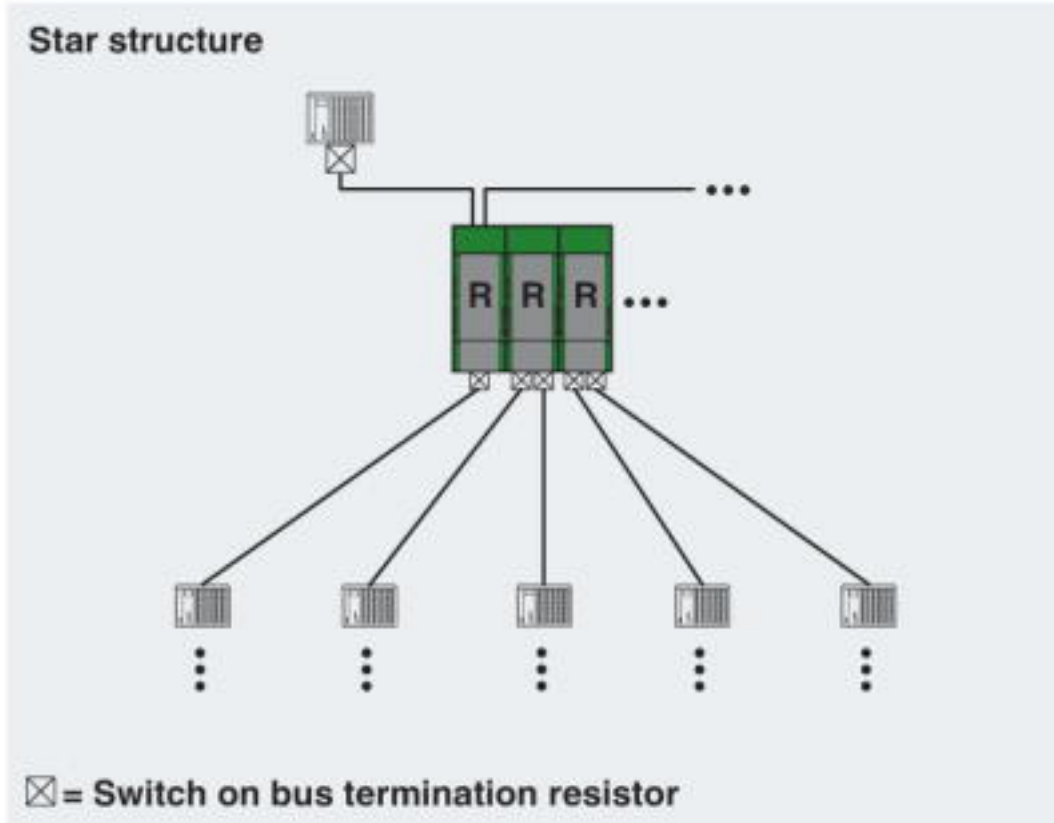 Star structure
R R R
= Switch on bus termination resistor